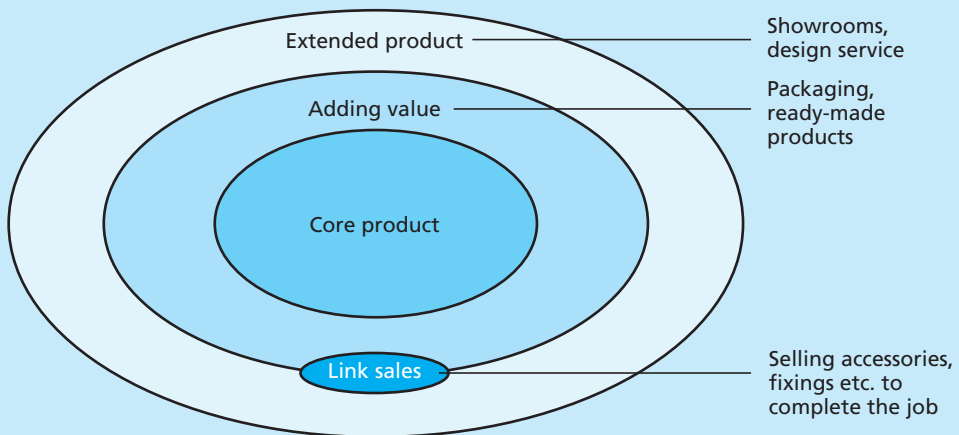 Extended product
Showrooms,
design service
Adding value
Packaging,
ready-made
products
Core product
Link sales
Selling accessories,
fixings etc. to
complete the job